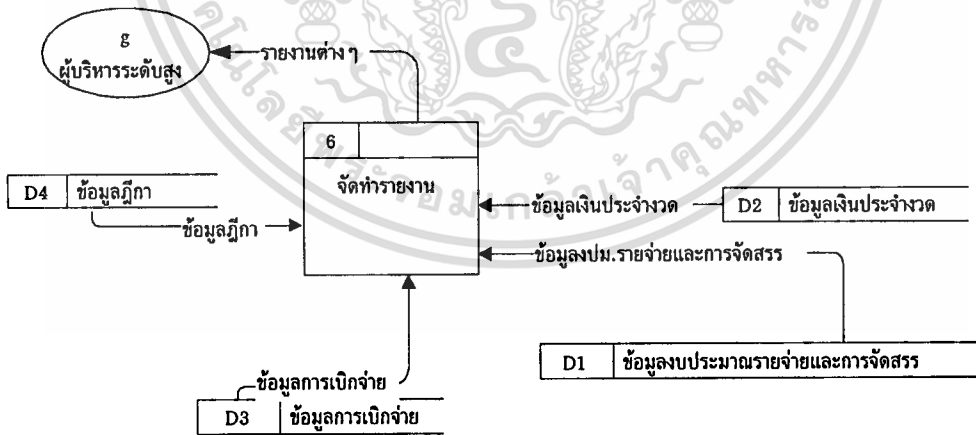 g
ผู้บริหารระดับสูง
รายงานต่าง ๆ
6
จัดทำรายงาน
D4 ข้อมูลฎีกา
ข้อมูลฎีกา
ข้อมูลเงินประจำงวด
D2 ข้อมูลเงินประจำงวด
ข้อมูลงปม.รายจ่ายและการจัดสรร
D1 ข้อมูลงบประมาณรายจ่ายและการจัดสรร
ข้อมูลการเบิกจ่าย
D3 ข้อมูลการเบิกจ่าย